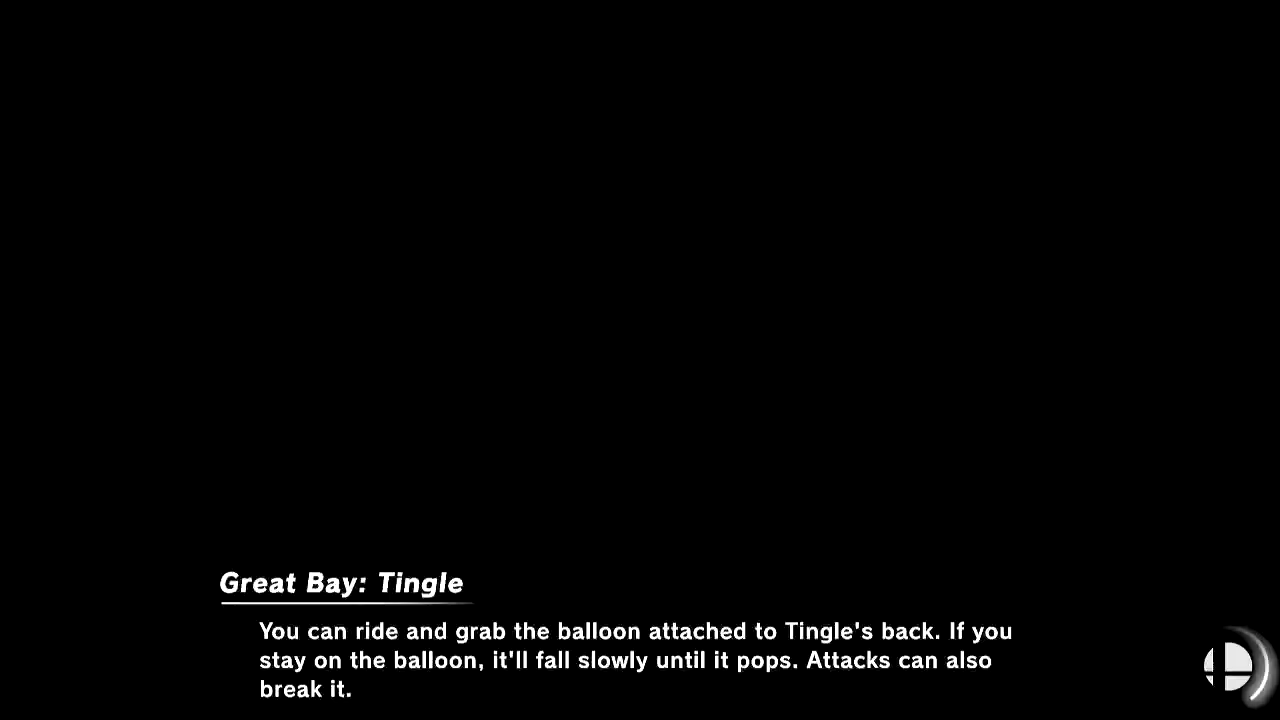 Great Bay: Tingle
You can ride and grab the balloon attached to Tingle's back. If you
stay on the balloon, it'll fall slowly until it pops. Attacks can also
break it.